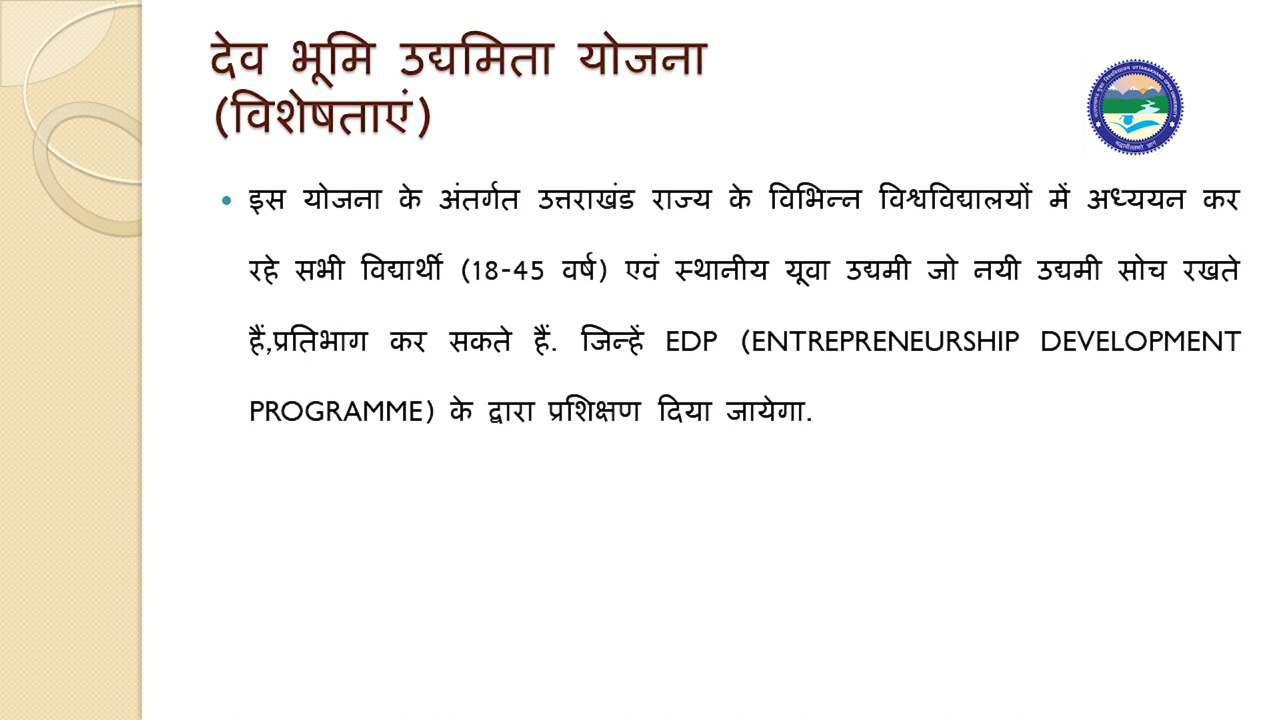 देव भूमि उद्यमिता योजना
(विशेषताएं)
• इस योजना के अंतर्गत उत्तराखंड राज्य के विभिन्न विश्वविद्यालयों में अध्ययन कर
रहे सभी विद्यार्थी (18-45 वर्ष) एवं स्थानीय यूवा उद्यमी जो नयी उद्यमी सोच रखते
हैं,प्रतिभाग कर सकते हैं. जिन्हें EDP (ENTREPRENEURSHIP DEVELOPMENT
PROGRAMME) के द्वारा प्रशिक्षण दिया जायेगा.